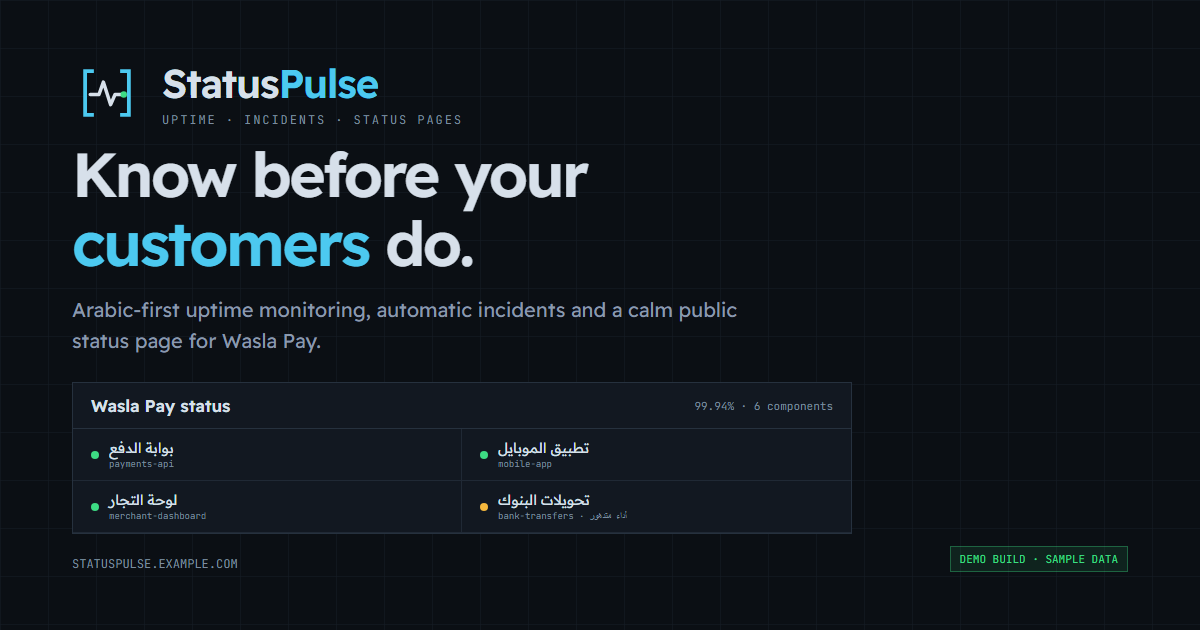 StatusPulse
UPTIME · INCIDENTS · STATUS PAGES
Know before your
customers do.
Arabic-first uptime monitoring, automatic incidents and a calm public
status page for Wasla Pay.
Wasla Pay status
99.94% · 6 components
بوابة الدفع
payments-api
تطبيق الموبايل
mobile-app
لوحة التجار
merchant-dashboard
تحويلات البنوك
bank-transfers · أداء متدهور
STATUSPULSE.EXAMPLE.COM
DEMO BUILD · SAMPLE DATA